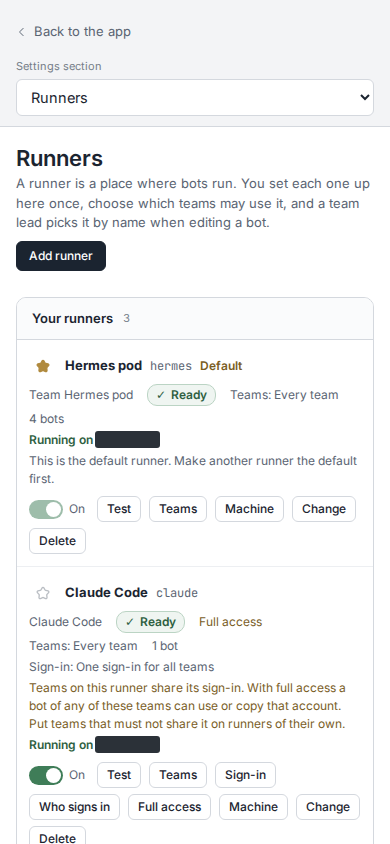 Back to the app
Settings section
Runners
Runners
A runner is a place where bots run. You set each one up
here once, choose which teams may use it, and a team
lead picks it by name when editing a bot.
Add runner
Your runners 3
Hermes pod hermes Default
Team Hermes pod ✓ Ready Teams: Every team
4 bots
Running on
This is the default runner. Make another runner the default
first.
On Test Teams Machine Change
Delete
Claude Code claude
Claude Code ✓ Ready Full access
Teams: Every team 1 bot
Sign-in: One sign-in for all teams
Teams on this runner share its sign-in. With full access a
bot of any of these teams can use or copy that account.
Put teams that must not share it on runners of their own.
Running on
On Test Teams Sign-in
Who signs in Full access Machine Change
Delete